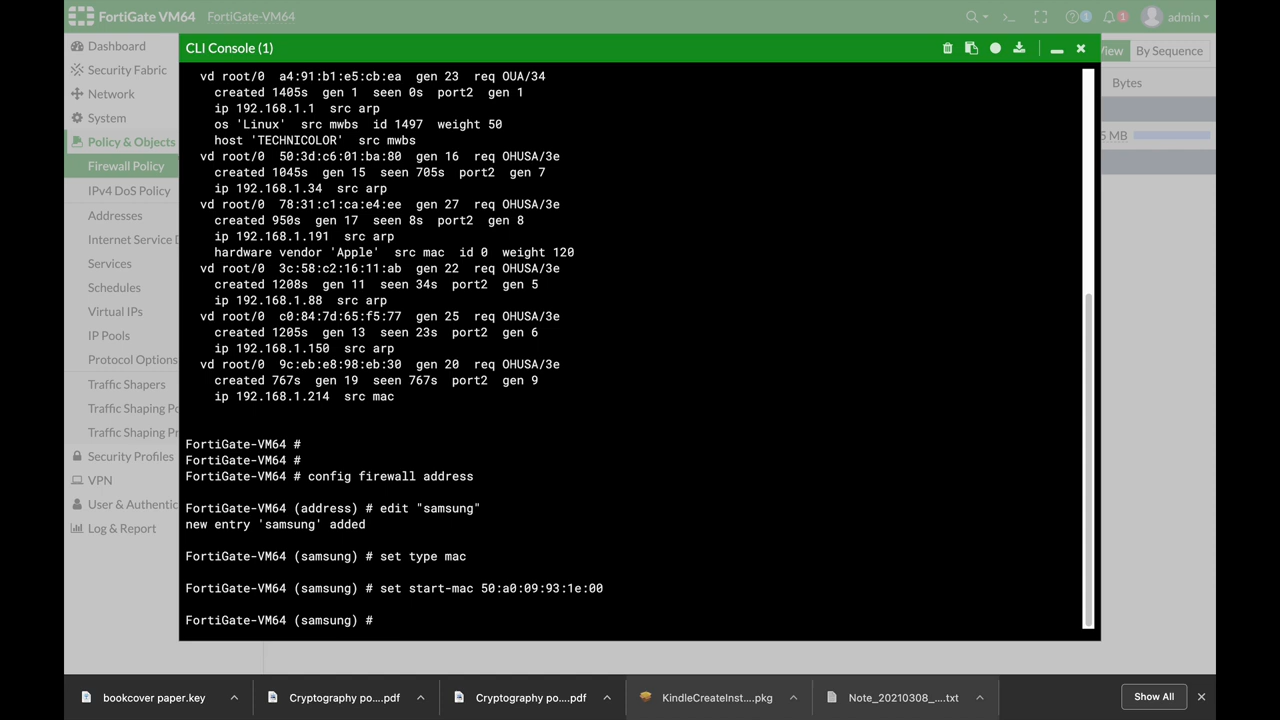 FortiGate VM64 FortiGate-VM64 1 1 admin
CLI Console (1)
Dashboard
Security Fabric
Network
System
Policy & Objects
Firewall Policy
IPv4 DoS Policy
Addresses
Internet Service D
Services
Schedules
Virtual IPs
IP Pools
Protocol Options
Traffic Shapers
Traffic Shaping Po
Traffic Shaping Pr
Security Profiles
VPN
User & Authentic
Log & Report
vd root/0 a4:91:b1:e5:cb:ea gen 23 req OUA/34
created 1405s gen 1 seen 0s port2 gen 1
ip 192.168.1.1 src arp
os 'Linux' src mwbs id 1497 weight 50
host 'TECHNICOLOR' src mwbs
vd root/0 50:3d:c6:01:ba:80 gen 16 req OHUSA/3e
created 1045s gen 15 seen 705s port2 gen 7
ip 192.168.1.34 src arp
vd root/0 78:31:c1:ca:e4:ee gen 27 req OHUSA/3e
created 950s gen 17 seen 8s port2 gen 8
ip 192.168.1.191 src arp
hardware vendor 'Apple' src mac id 0 weight 120
vd root/0 3c:58:c2:16:11:ab gen 22 req OHUSA/3e
created 1208s gen 11 seen 34s port2 gen 5
ip 192.168.1.88 src arp
vd root/0 c0:84:7d:65:f5:77 gen 25 req OHUSA/3e
created 1205s gen 13 seen 23s port2 gen 6
ip 192.168.1.150 src arp
vd root/0 9c:eb:e8:98:eb:30 gen 20 req OHUSA/3e
created 767s gen 19 seen 767s port2 gen 9
ip 192.168.1.214 src mac
FortiGate-VM64 #
FortiGate-VM64 #
FortiGate-VM64 # config firewall address
FortiGate-VM64 (address) # edit "samsung"
new entry 'samsung' added
FortiGate-VM64 (samsung) # set type mac
FortiGate-VM64 (samsung) # set start-mac 50:a0:09:93:1e:00
FortiGate-VM64 (samsung) #
View By Sequence
Bytes
5 MB
bookcover paper.key Cryptography po....pdf Cryptography po....pdf KindleCreateInst....pkg Note_20210308_....txt Show All